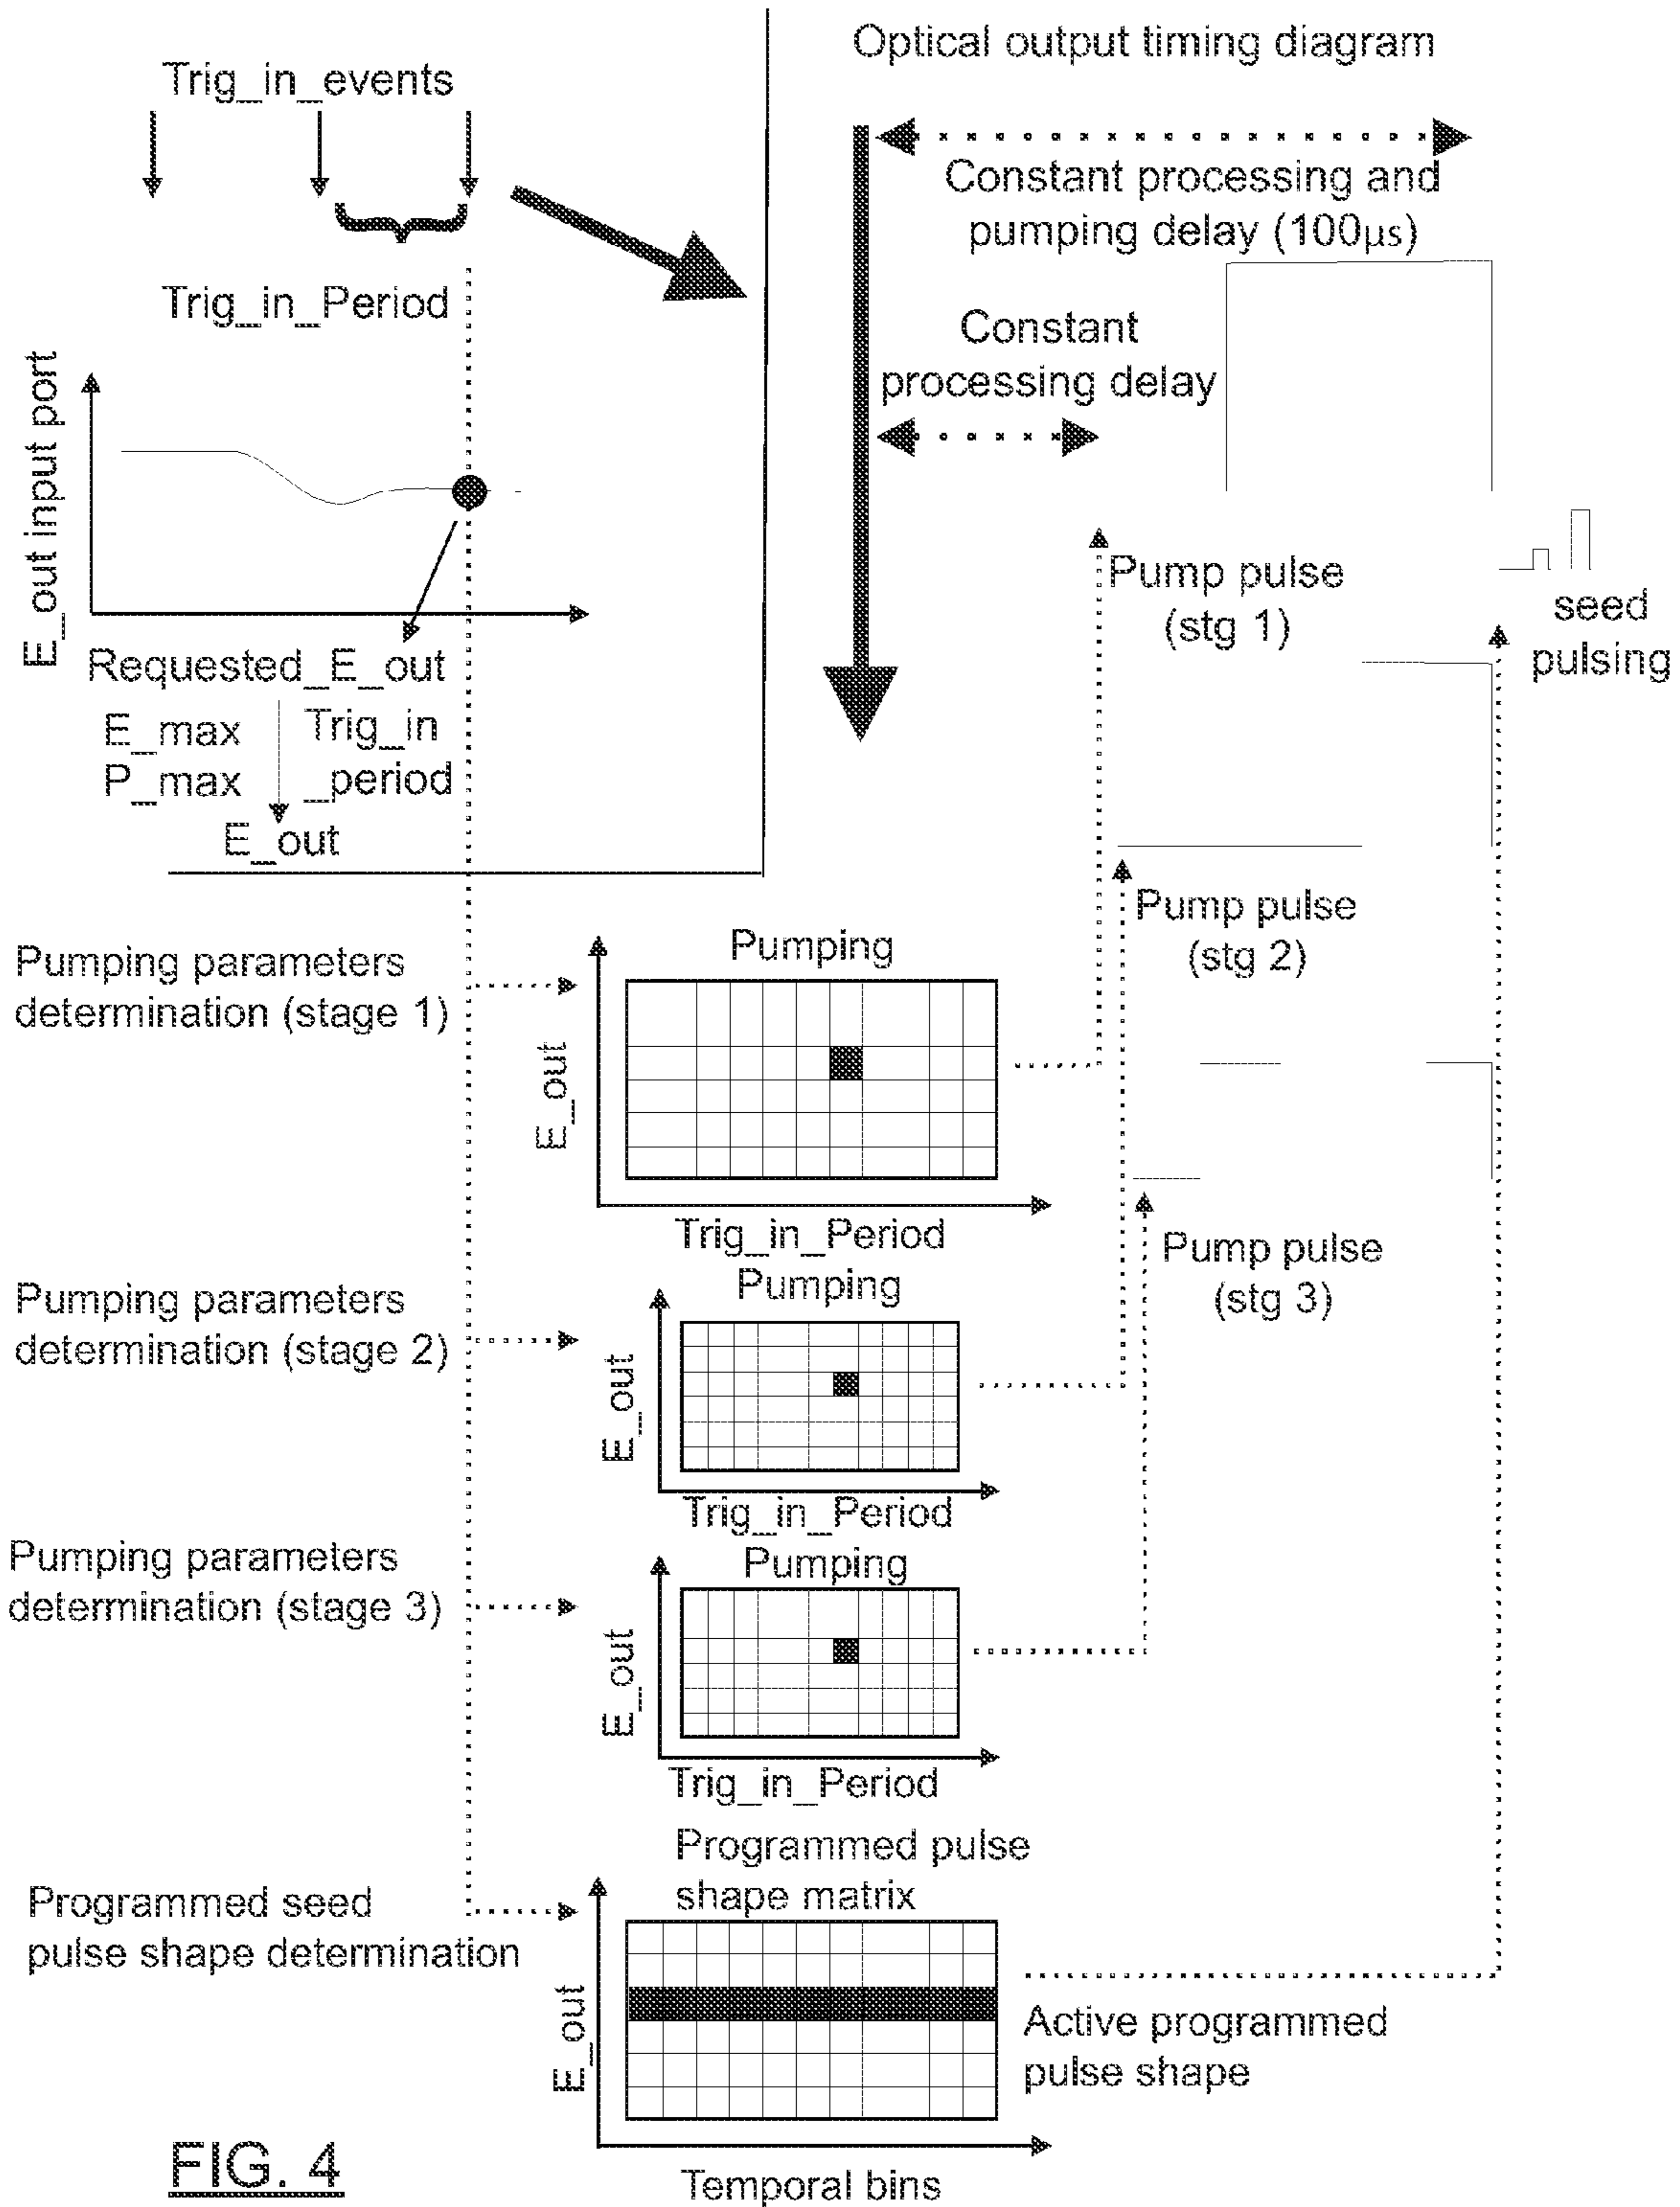 Trig_in_events
Trig_in_Period
E_out input port
Requested_E_out
E_max
P_max
Trig_in
_period
E_out
Optical output timing diagram
Constant processing and
pumping delay (100µs)
Constant
processing delay
Pump pulse
(stg 1)
seed
pulsing
Pump pulse
(stg 2)
Pump pulse
(stg 3)
Pumping parameters
determination (stage 1)
Pumping
E_out
Trig_in_Period
Pumping parameters
determination (stage 2)
Pumping
E_out
Trig_in_Period
Pumping parameters
determination (stage 3)
Pumping
E_out
Trig_in_Period
Programmed seed
pulse shape determination
Programmed pulse
shape matrix
E_out
Temporal bins
Active programmed
pulse shape
FIG. 4